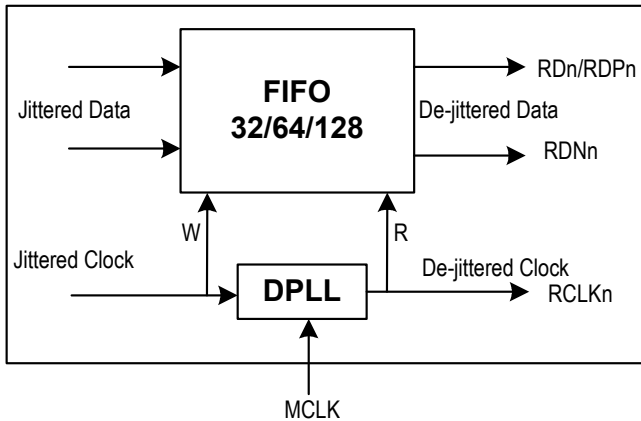 Jittered Data
FIFO
32/64/128
RDn/RDPn
De-jittered Data
RDNn
W
R
Jittered Clock
DPLL
De-jittered Clock
RCLKn
MCLK